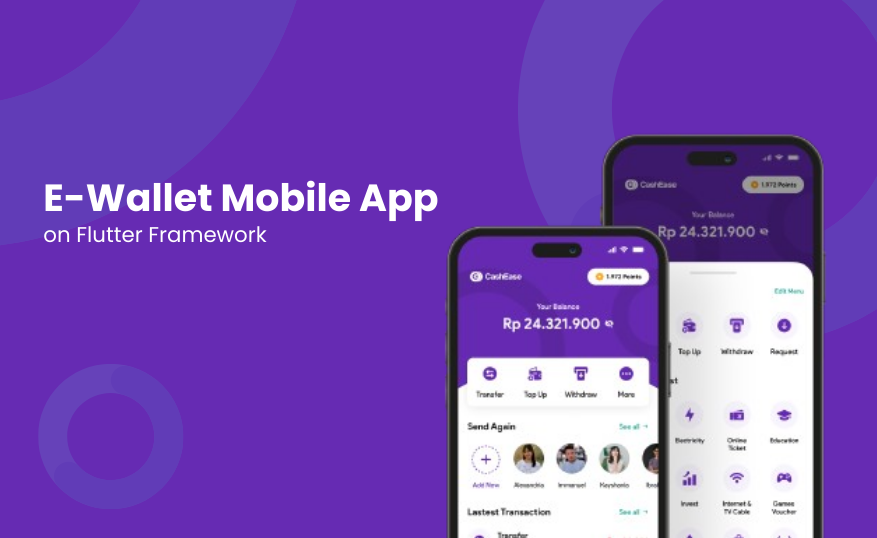 E-Wallet Mobile App
on Flutter Framework
CashEase
1.972 Points
Your Balance
Rp 24.321.900
Transfer
Top Up
Withdraw
More
Send Again
See all →
Add New
Alexandria
Immanuel
Kayshania
Lastest Transaction
See all →
Transfer
CashEase
1.972 Points
Your Balance
Rp 24.321.900
Edit Menu
Top Up
Withdraw
Request
st
Electricity
Online
Ticket
Education
Invest
Internet &
TV Cable
Games
Voucher